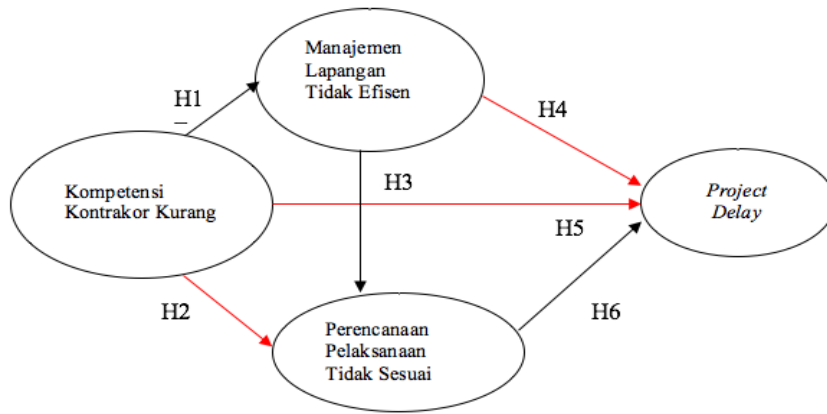 Manajemen
Lapangan
Tidak Efisen
H1
H4
Kompetensi
Kontrakor Kurang
H3
Project
Delay
H5
H2
Perencanaan
Pelaksanaan
Tidak Sesuai
H6